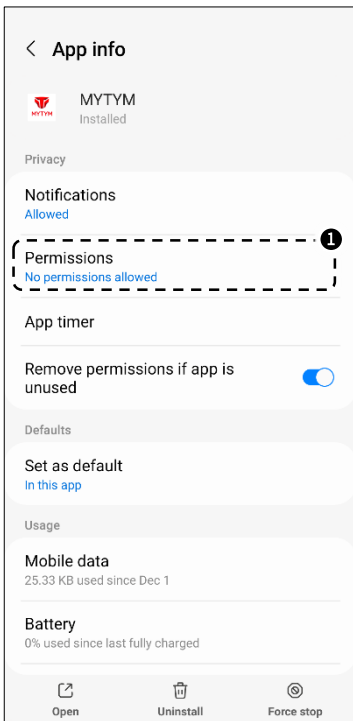 App info
MYTYM
MYTYM
Installed
Privacy
Notifications
Allowed
1
Permissions
No permissions allowed
App timer
Remove permissions if app is
unused
Defaults
Set as default
In this app
Usage
Mobile data
25.33 KB used since Dec 1
Battery
0% used since last fully charged
Open
Uninstall
Force stop